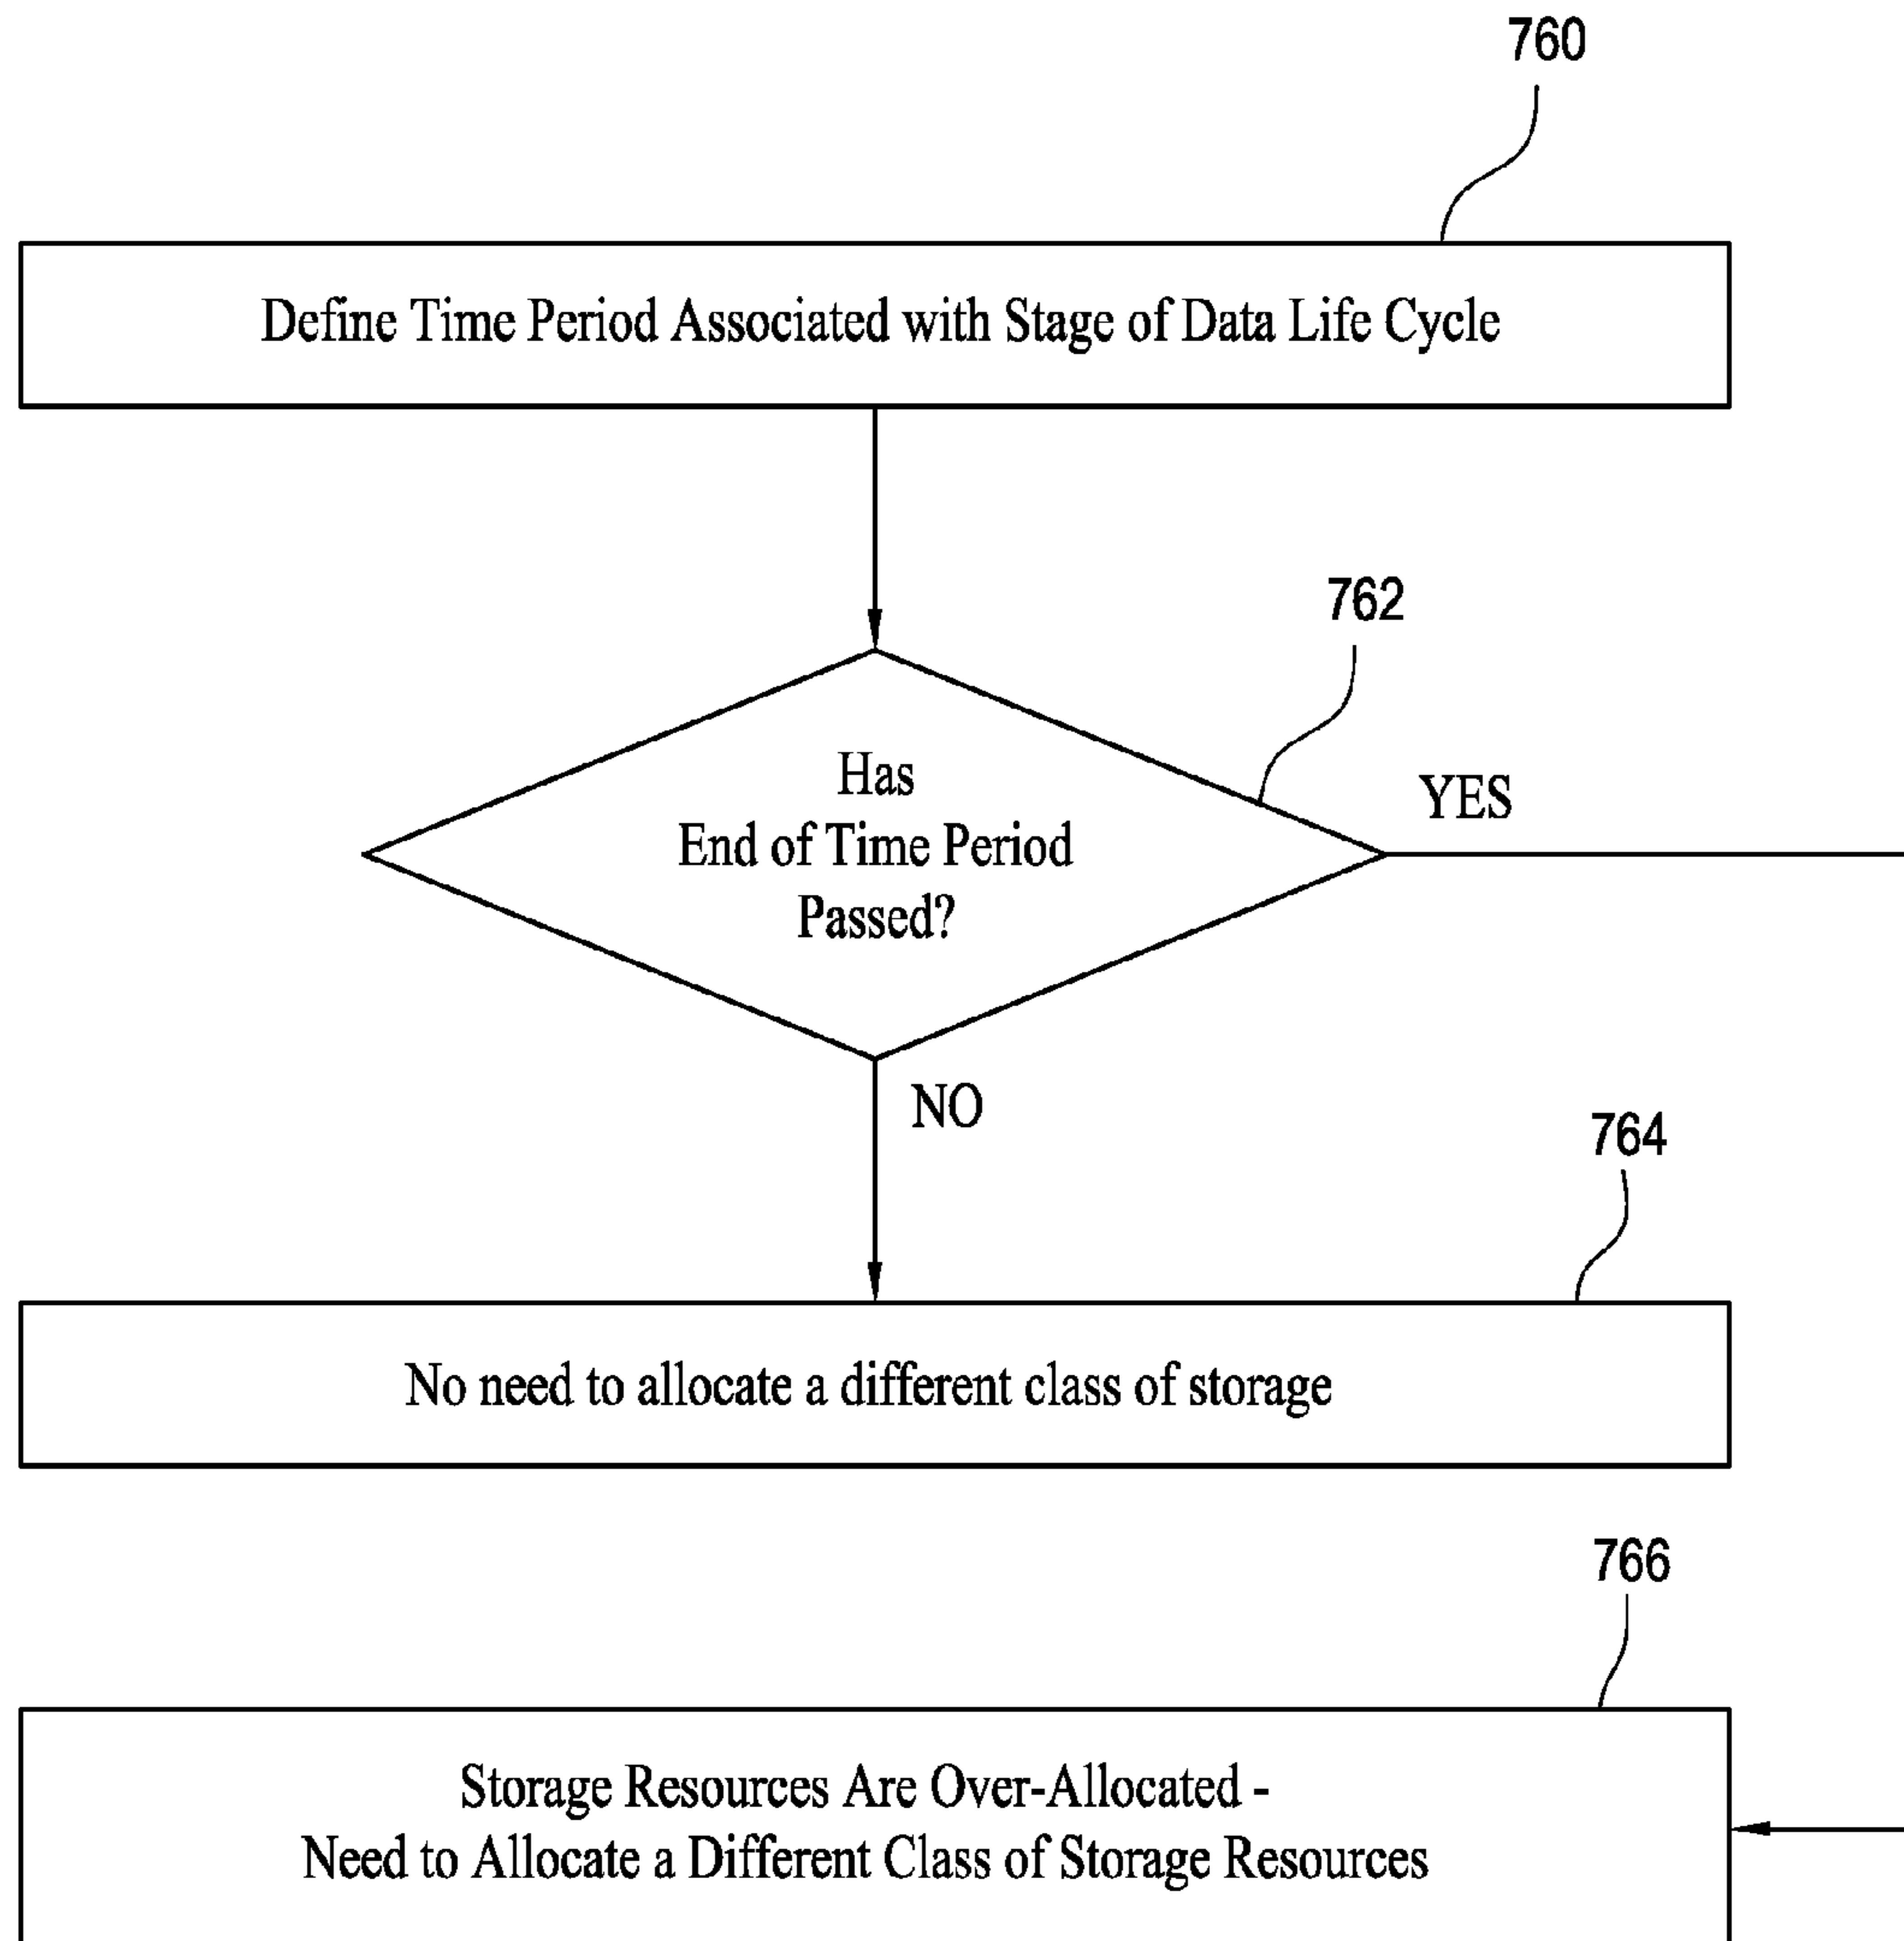 760
Define Time Period Associated with Stage of Data Life Cycle
762
Has
End of Time Period
Passed?
YES
NO
764
No need to allocate a different class of storage
766
Storage Resources Are Over-Allocated -
Need to Allocate a Different Class of Storage Resources